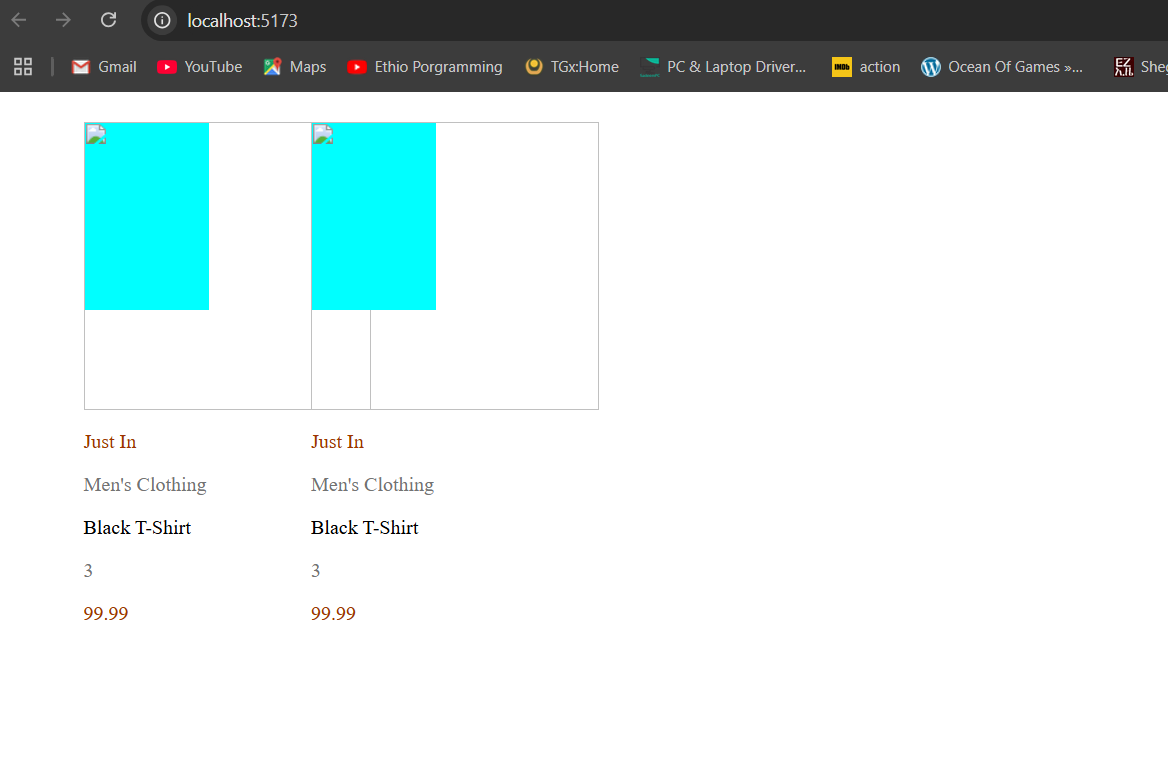 localhost:5173
Gmail YouTube Maps Ethio Porgramming TGx:Home PC & Laptop Driver... IMDb action Ocean Of Games »... EZ Sheg
Just In Just In
Men's Clothing Men's Clothing
Black T-Shirt Black T-Shirt
3 3
99.99 99.99